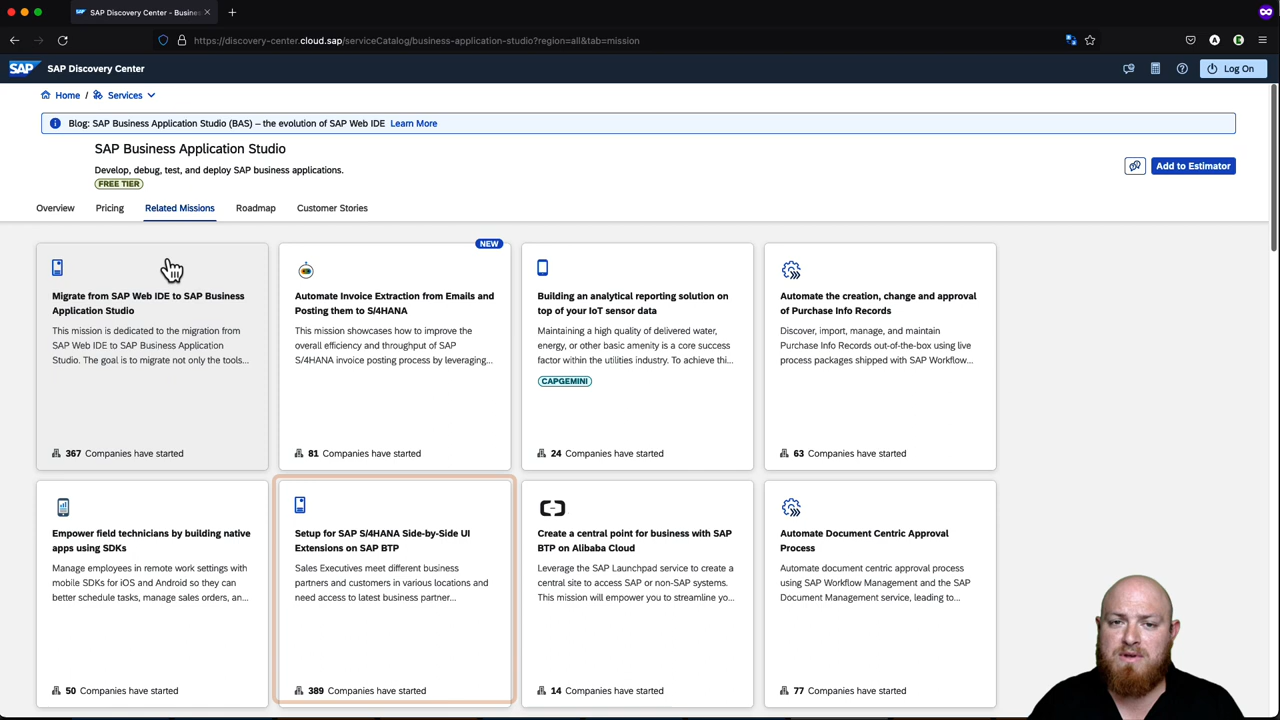 SAP Discovery Center - Busines
https://discovery-center.cloud.sap/serviceCatalog/business-application-studio?region=all&tab=mission
SAP
SAP Discovery Center
Log On
Home / Services
Blog: SAP Business Application Studio (BAS) – the evolution of SAP Web IDE Learn More
SAP Business Application Studio
Develop, debug, test, and deploy SAP business applications.
FREE TIER
Add to Estimator
Overview
Pricing
Related Missions
Roadmap
Customer Stories
Migrate from SAP Web IDE to SAP Business
Application Studio
This mission is dedicated to the migration from
SAP Web IDE to SAP Business Application
Studio. The goal is to migrate not only the tools...
367 Companies have started
NEW
Automate Invoice Extraction from Emails and
Posting them to S/4HANA
This mission showcases how to improve the
overall efficiency and throughput of SAP
S/4HANA invoice posting process by leveraging...
81 Companies have started
Building an analytical reporting solution on
top of your IoT sensor data
Maintaining a high quality of delivered water,
energy, or other basic amenity is a core success
factor within the utilities industry. To achieve thi...
CAPGEMINI
24 Companies have started
Automate the creation, change and approval
of Purchase Info Records
Discover, import, manage, and maintain
Purchase Info Records out-of-the-box using live
process packages shipped with SAP Workflow...
63 Companies have started
Empower field technicians by building native
apps using SDKs
Manage employees in remote work settings with
mobile SDKs for iOS and Android so they can
better schedule tasks, manage sales orders, an...
50 Companies have started
Setup for SAP S/4HANA Side-by-Side UI
Extensions on SAP BTP
Sales Executives meet different business
partners and customers in various locations and
need access to latest business partner...
389 Companies have started
Create a central point for business with SAP
BTP on Alibaba Cloud
Leverage the SAP Launchpad service to create a
central site to access SAP or non-SAP systems.
This mission will empower you to streamline yo...
14 Companies have started
Automate Document Centric Approval
Process
Automate document centric approval process
using SAP Workflow Management and the SAP
Document Management service, leading to...
77 Companies have started